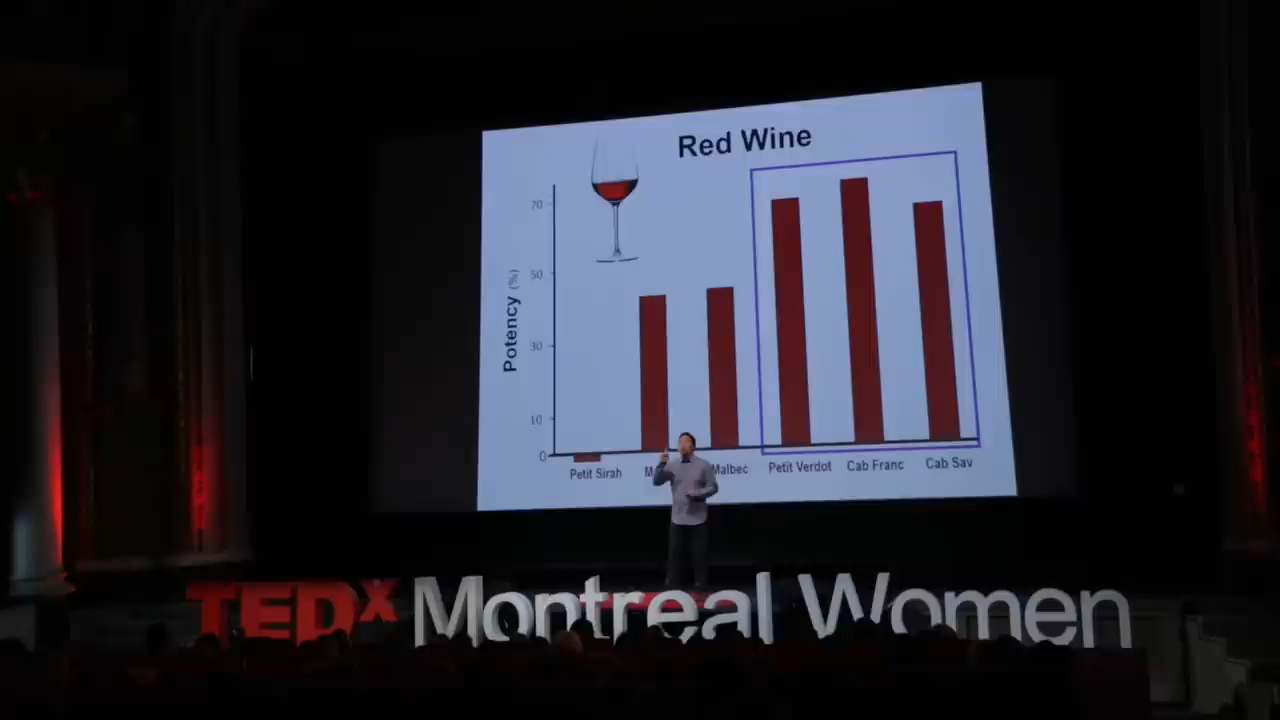 Red Wine
70
50
30
10
0
Potency (%)
Petit Sirah
M
Malbec
Petit Verdot
Cab Franc
Cab Sav
TEDx Montreal Women